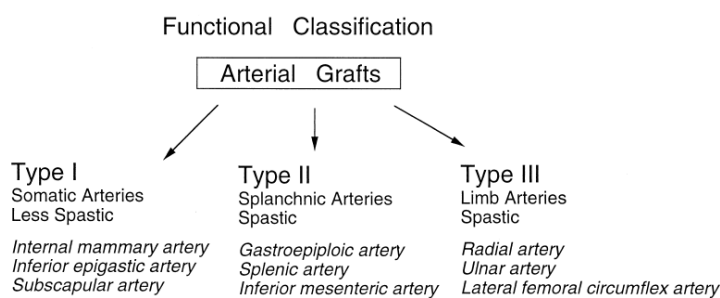 Functional Classification
Arterial Grafts
Type I
Somatic Arteries
Less Spastic
Internal mammary artery
Inferior epigastic artery
Subscapular artery
Type II
Splanchnic Arteries
Spastic
Gastroepiploic artery
Splenic artery
Inferior mesenteric artery
Type III
Limb Arteries
Spastic
Radial artery
Ulnar artery
Lateral femoral circumflex artery